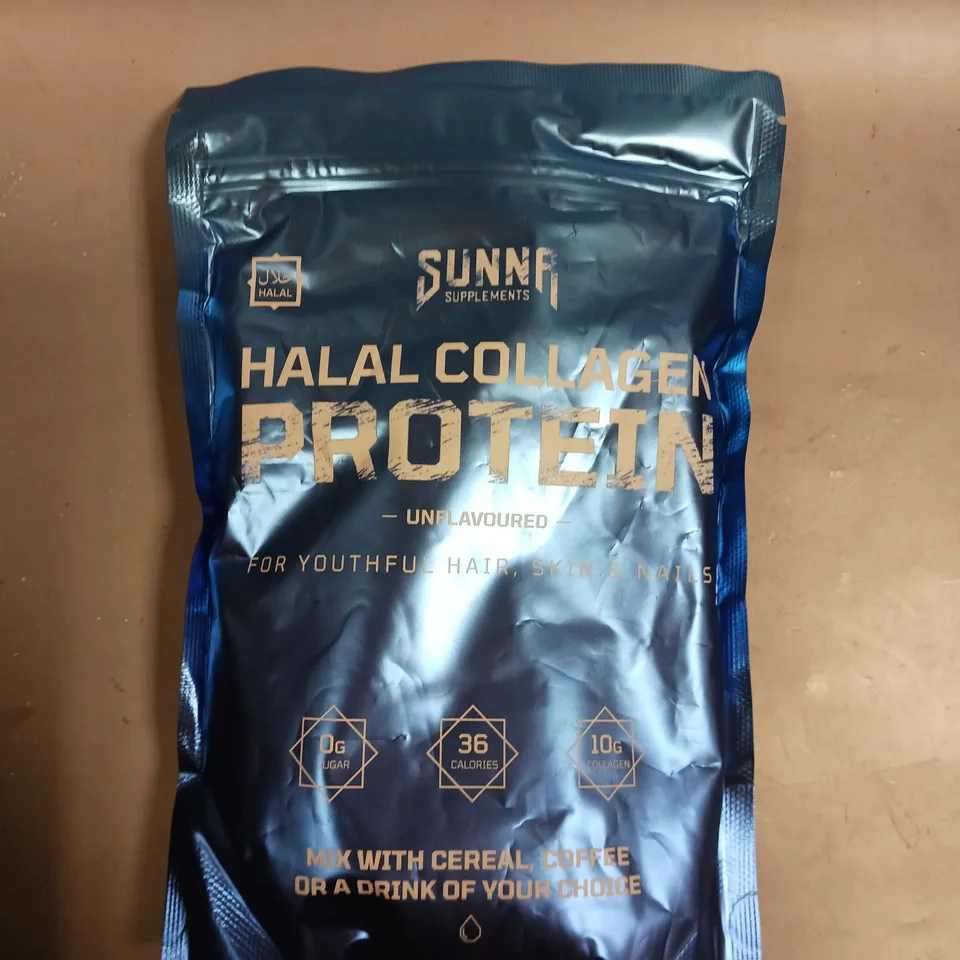 SUNNA
SUPPLEMENTS
حلال
HALAL
HALAL COLLAGEN
PROTEIN
— UNFLAVOURED —
FOR YOUTHFUL HAIR, SKIN & NAILS
0G
SUGAR
36
CALORIES
10G
COLLAGEN
MIX WITH CEREAL, COFFEE
OR A DRINK OF YOUR CHOICE